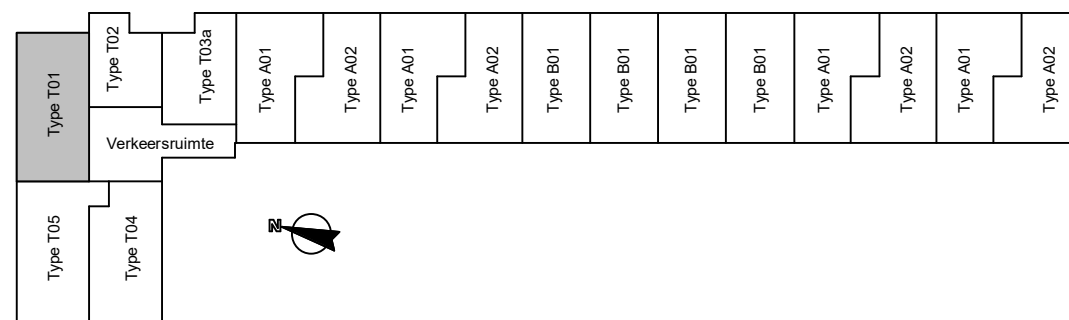 Type T01
Type T02
Type T03a
Type A01
Type A02
Type A01
Type A02
Type B01
Type B01
Type B01
Type B01
Type A01
Type A02
Type A01
Type A02
Verkeersruimte
Type T05
Type T04
N